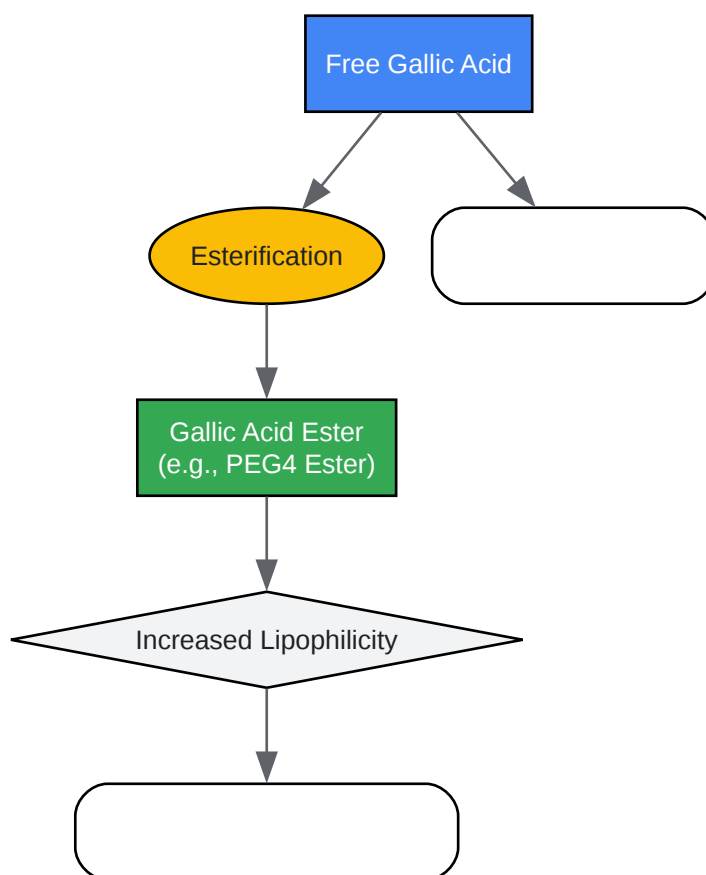 Free Gallic Acid
Esterification
Gallic Acid Ester
(e.g., PEG4 Ester)
Increased Lipophilicity